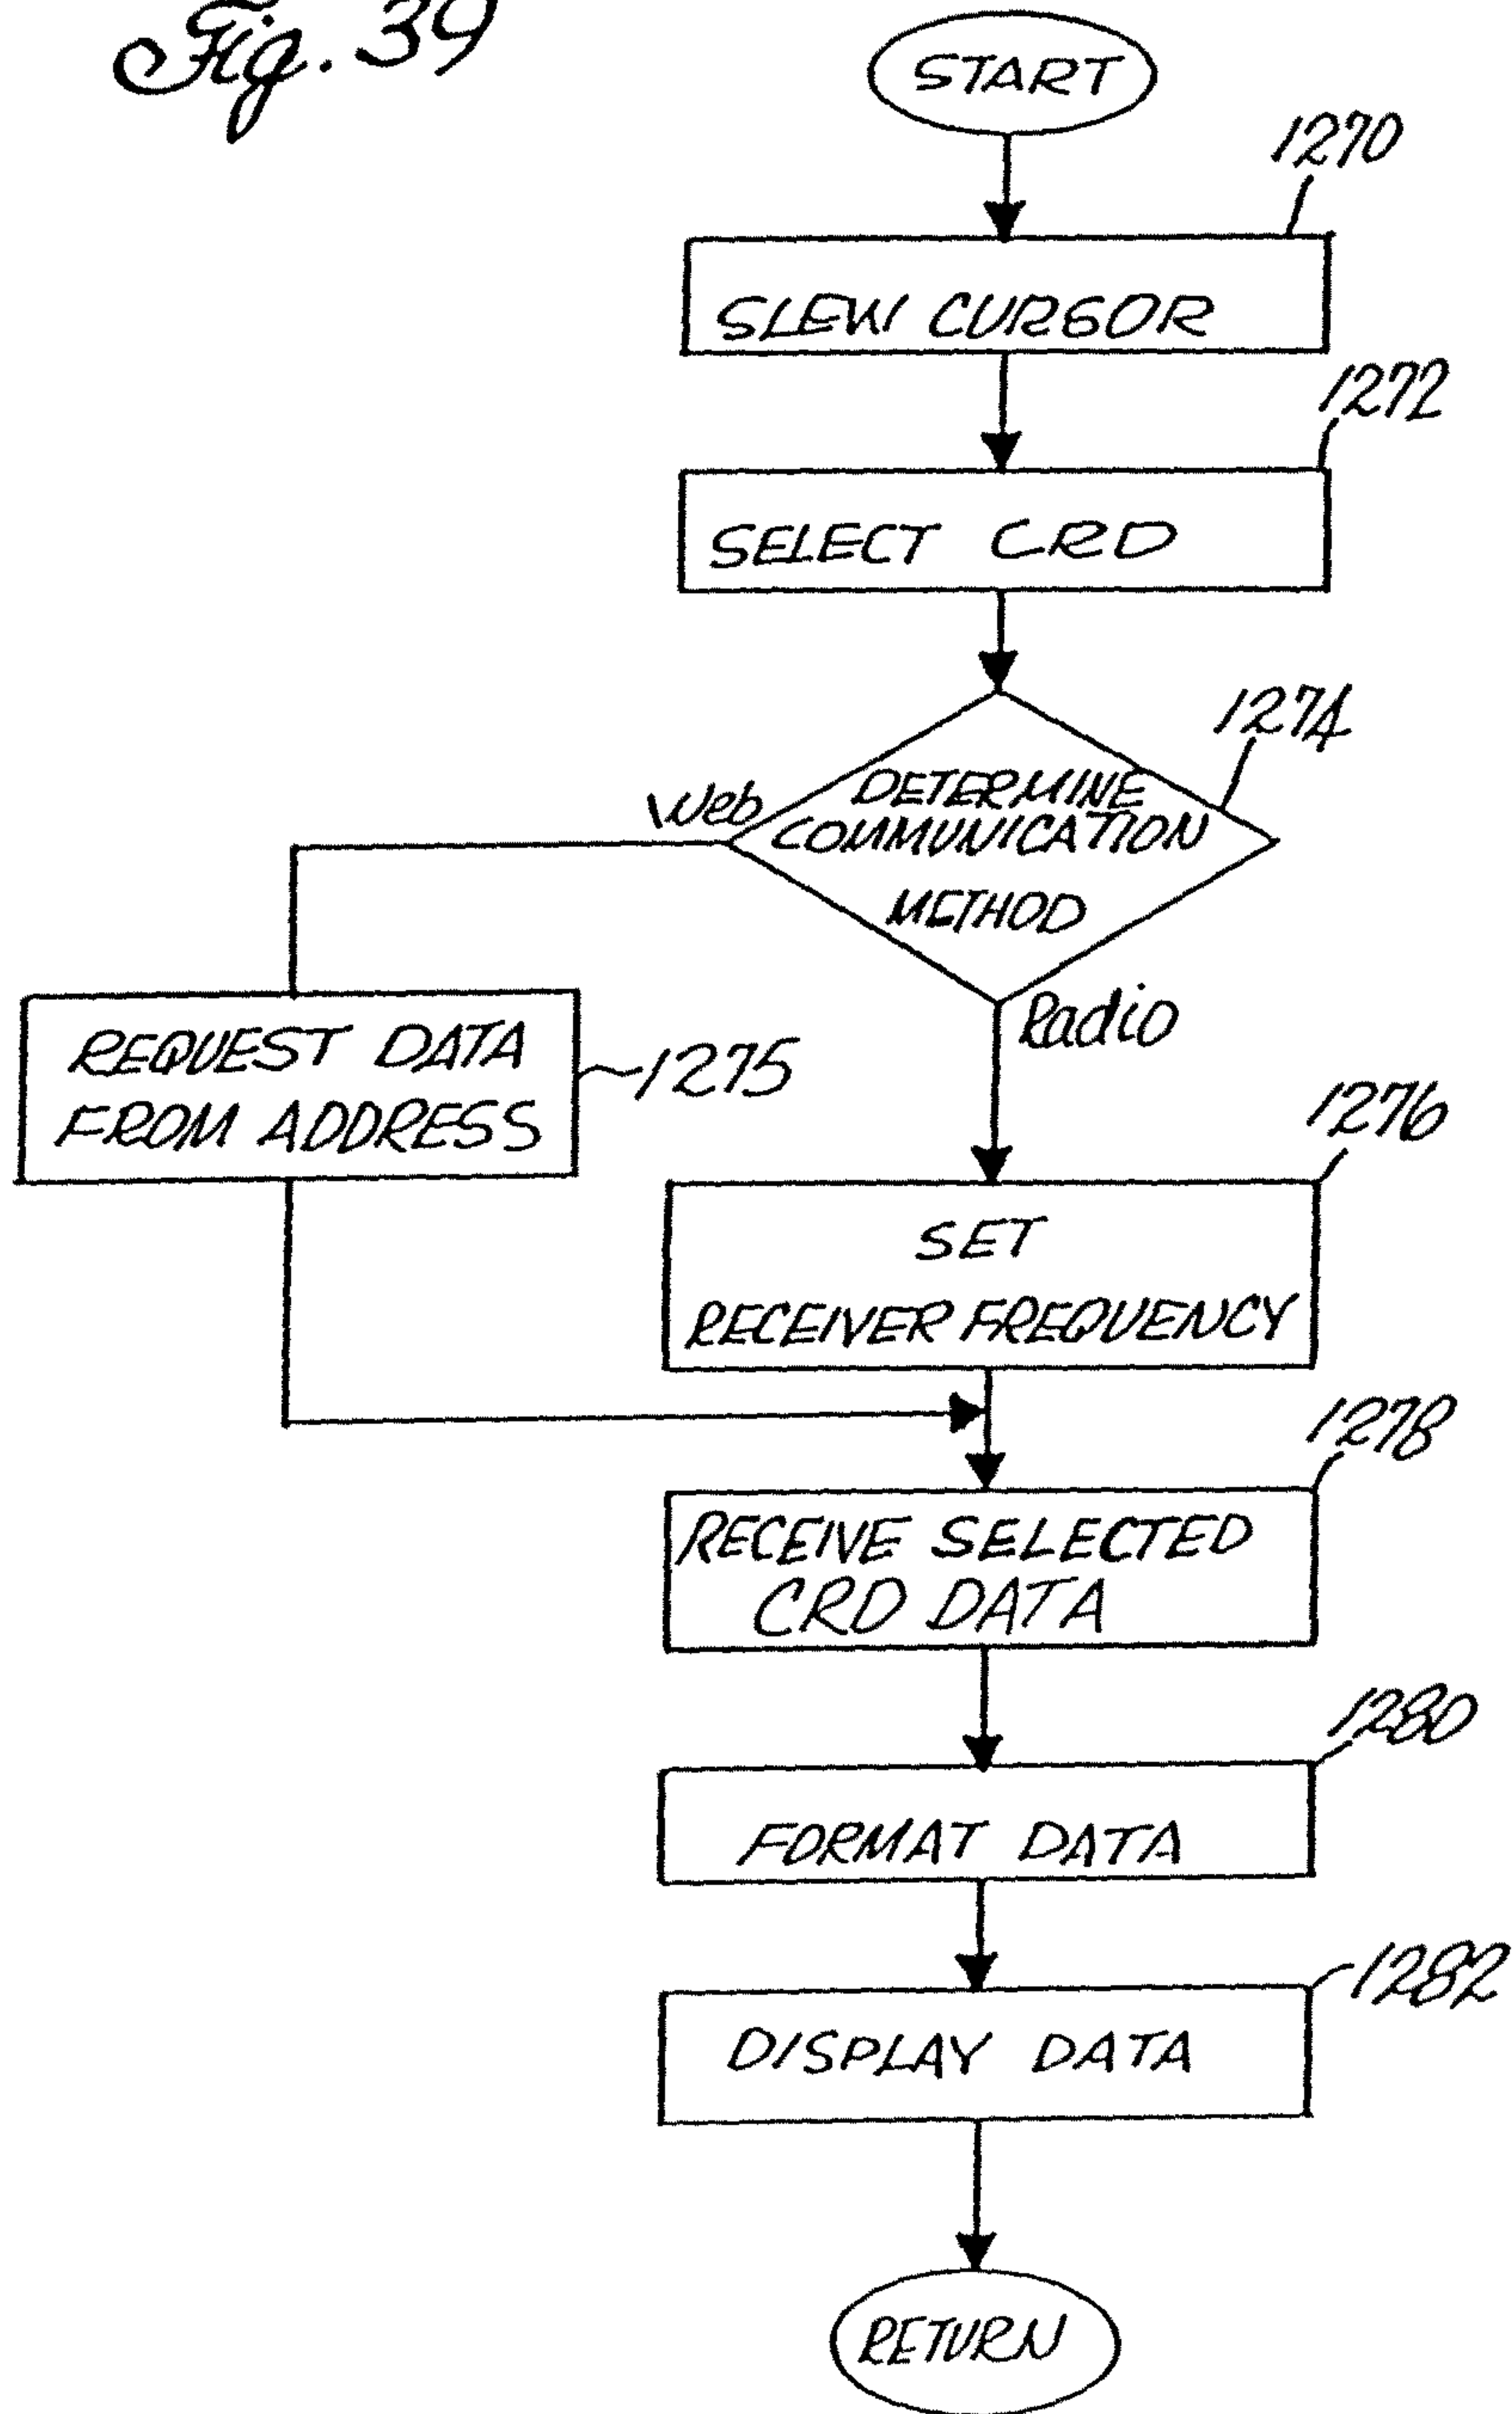 Fig. 39
START
1270
SLEW CURSOR
1272
SELECT CRD
1274
DETERMINE
COMMUNICATION
METHOD
Web
Radio
REQUEST DATA
FROM ADDRESS
1275
1276
SET
RECEIVER FREQUENCY
1278
RECEIVE SELECTED
CRD DATA
1280
FORMAT DATA
1282
DISPLAY DATA
RETURN